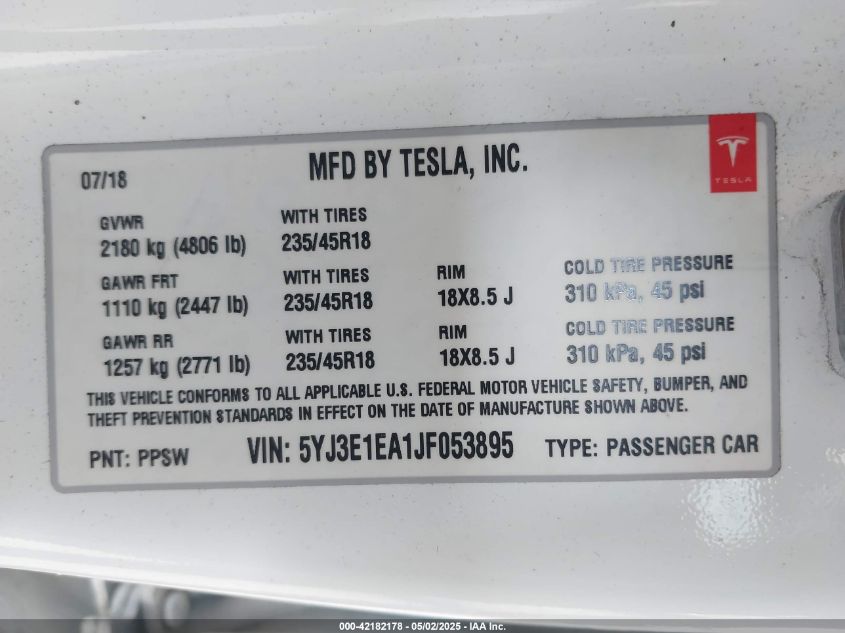 07/18
MFD BY TESLA, INC.
TESLA
GVWR
2180 kg (4806 lb)
WITH TIRES
235/45R18
GAWR FRT
1110 kg (2447 lb)
WITH TIRES
235/45R18
RIM
18X8.5 J
COLD TIRE PRESSURE
310 kPa, 45 psi
GAWR RR
1257 kg (2771 lb)
WITH TIRES
235/45R18
RIM
18X8.5 J
COLD TIRE PRESSURE
310 kPa, 45 psi
THIS VEHICLE CONFORMS TO ALL APPLICABLE U.S. FEDERAL MOTOR VEHICLE SAFETY, BUMPER, AND
THEFT PREVENTION STANDARDS IN EFFECT ON THE DATE OF MANUFACTURE SHOWN ABOVE.
PNT: PPSW
VIN: 5YJ3E1EA1JF053895
TYPE: PASSENGER CAR
000-42182178 - 05/02/2025 - IAA Inc.